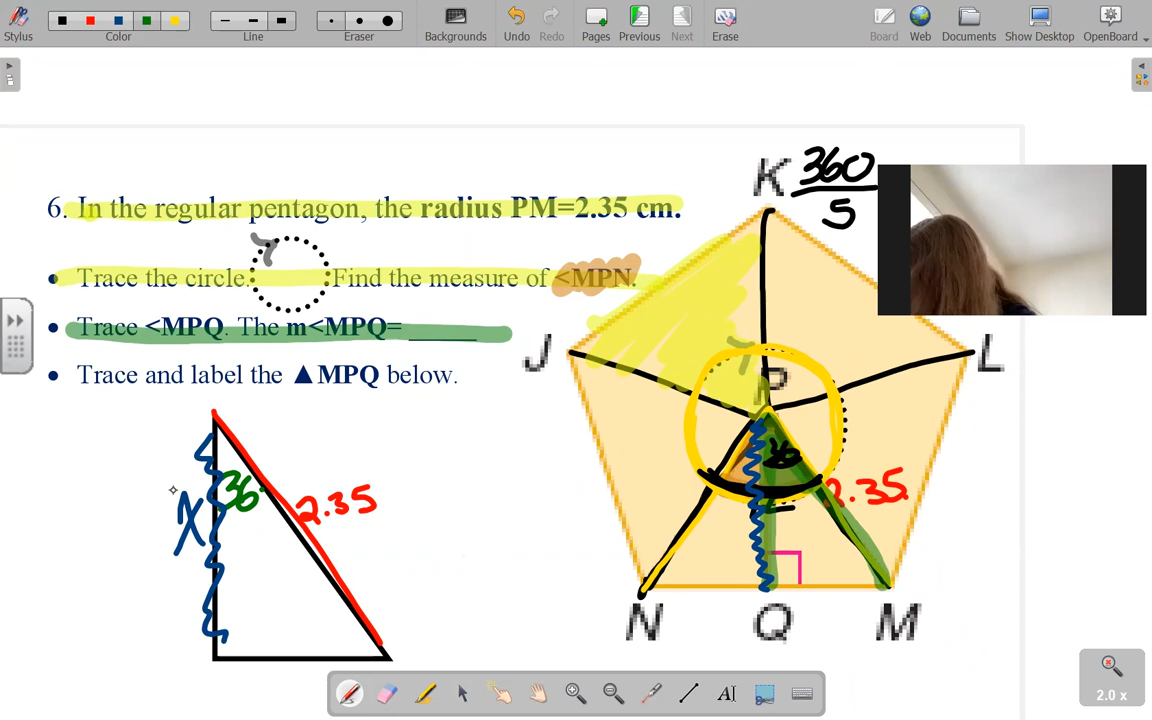 Stylus
Color
Line
Eraser
Backgrounds
Undo
Redo
Pages
Previous
Next
Erase
Board
Web
Documents
Show Desktop
OpenBoard
6. In the regular pentagon, the radius PM=2.35 cm.
Trace the circle. Find the measure of <MPN.
Trace <MPQ. The m<MPQ=_____
Trace and label the ▲MPQ below.
36
2.35
X
K
360
5
J
L
P
36
2.35
N
Q
M
2.0 x